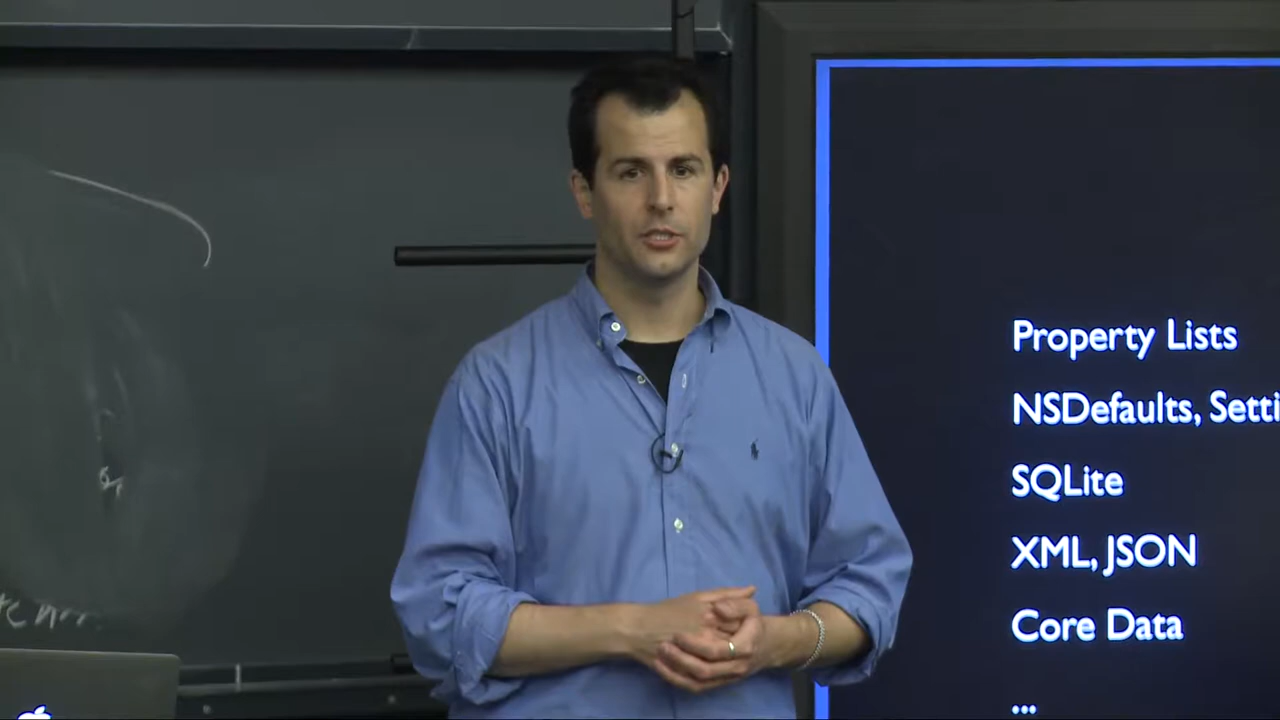 Property Lists
NSDefaults, Setti
SQLite
XML, JSON
Core Data
...